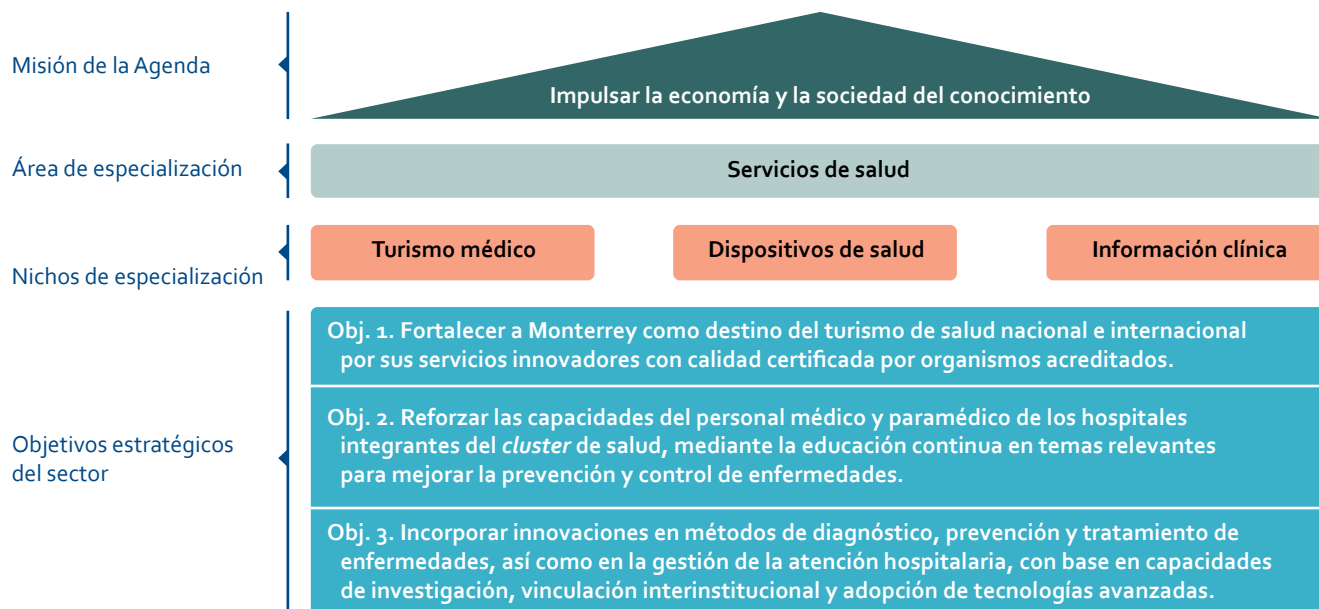 Misión de la Agenda
Impulsar la economía y la sociedad del conocimiento
Área de especialización
Servicios de salud
Nichos de especialización
Turismo médico
Dispositivos de salud
Información clínica
Objetivos estratégicos
del sector
Obj. 1. Fortalecer a Monterrey como destino del turismo de salud nacional e internacional
por sus servicios innovadores con calidad certificada por organismos acreditados.
Obj. 2. Reforzar las capacidades del personal médico y paramédico de los hospitales
integrantes del cluster de salud, mediante la educación continua en temas relevantes
para mejorar la prevención y control de enfermedades.
Obj. 3. Incorporar innovaciones en métodos de diagnóstico, prevención y tratamiento de
enfermedades, así como en la gestión de la atención hospitalaria, con base en capacidades
de investigación, vinculación interinstitucional y adopción de tecnologías avanzadas.